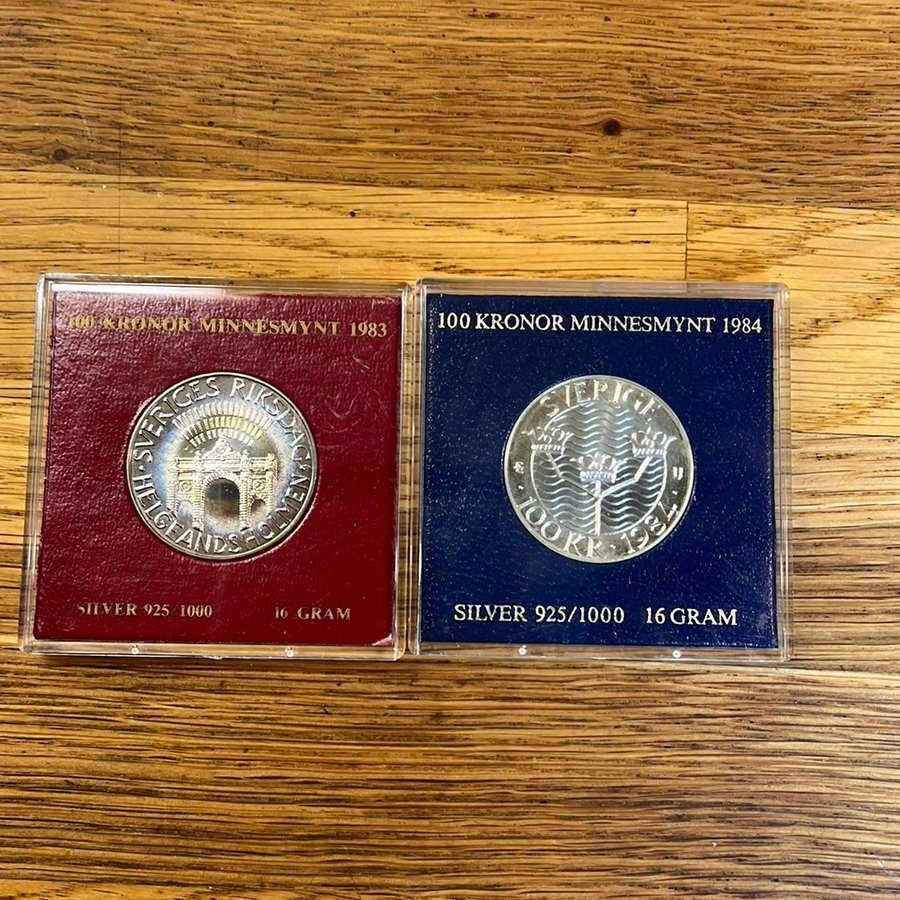 100 KRONOR MINNESMYNT 1983
SVERIGES RIKSDAG
HELGEANDSHOLMEN
SILVER 925/1000 16 GRAM
100 KRONOR MINNESMYNT 1984
SVERIGE
100 KR · 1984
U
SILVER 925/1000 16 GRAM